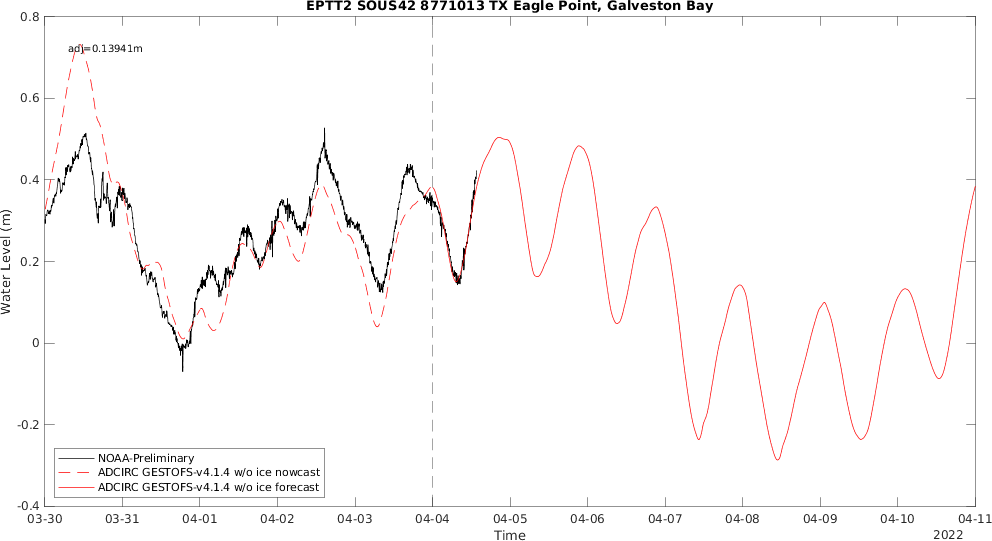 EPTT2 SOUS42 8771013 TX Eagle Point, Galveston Bay
adj=0.13941m
0.8
0.6
0.4
0.2
0
-0.2
-0.4
Water Level (m)
NOAA-Preliminary
ADCIRC GESTOFS-v4.1.4 w/o ice nowcast
ADCIRC GESTOFS-v4.1.4 w/o ice forecast
03-30 03-31 04-01 04-02 04-03 04-04 04-05 04-06 04-07 04-08 04-09 04-10 04-11
Time
2022